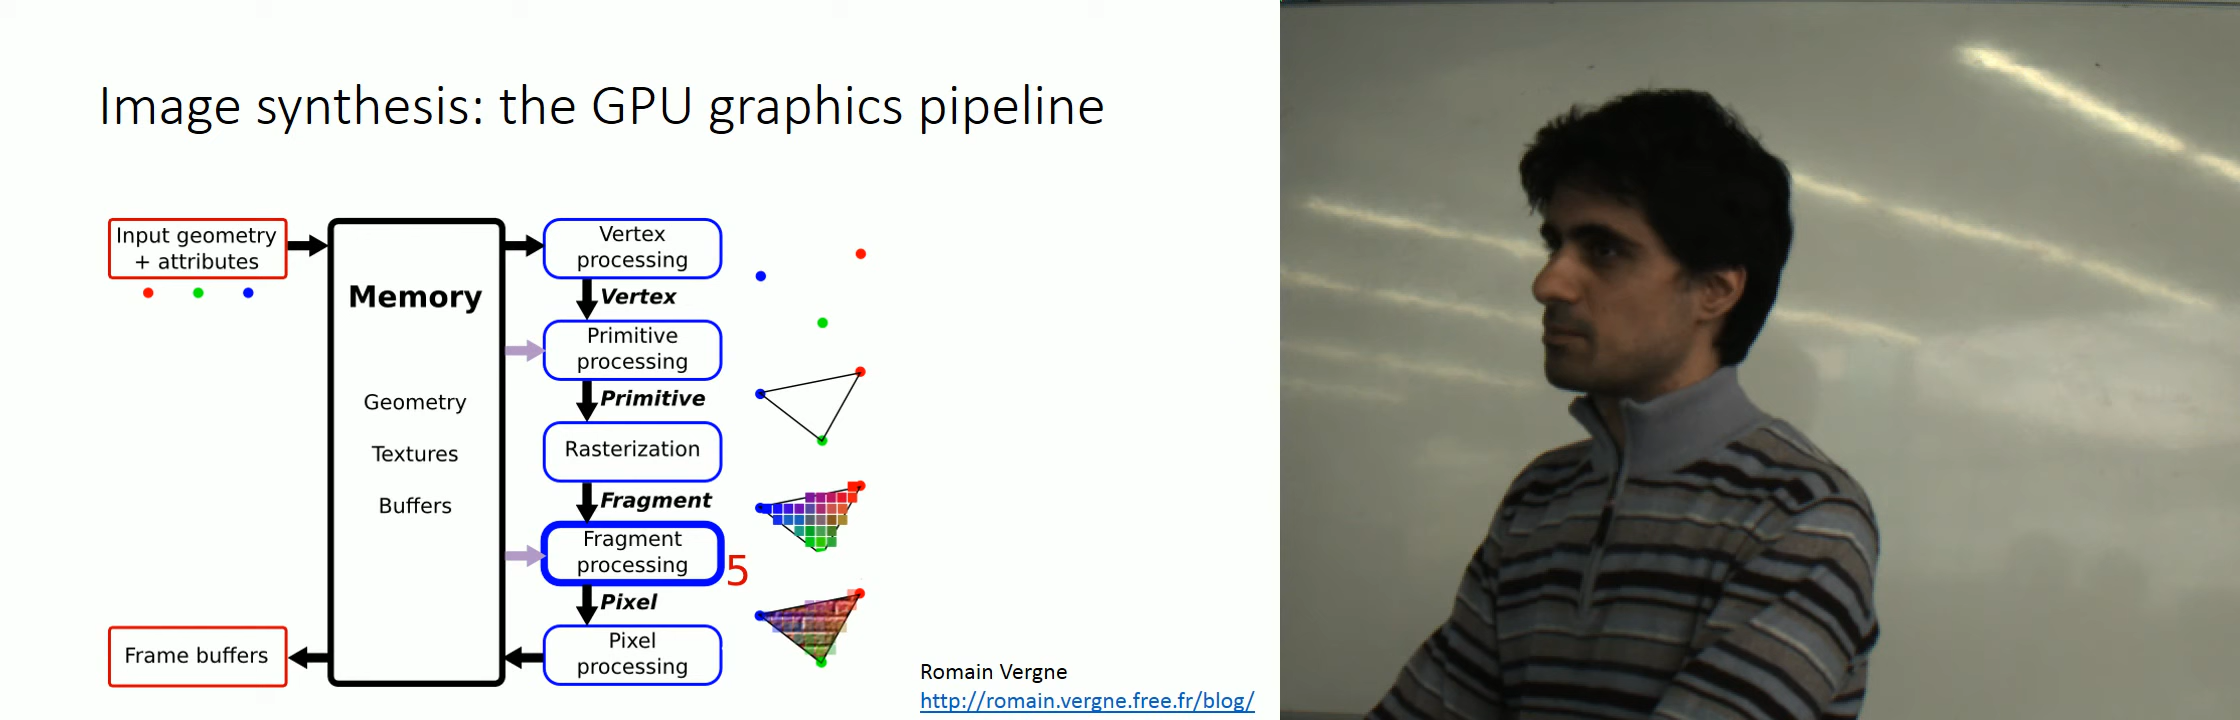 Image synthesis: the GPU graphics pipeline
Input geometry
+ attributes
Memory
Geometry
Textures
Buffers
Frame buffers
Vertex
processing
Vertex
Primitive
processing
Primitive
Rasterization
Fragment
Fragment
processing
5
Pixel
Pixel
processing
Romain Vergne
http://romain.vergne.free.fr/blog/